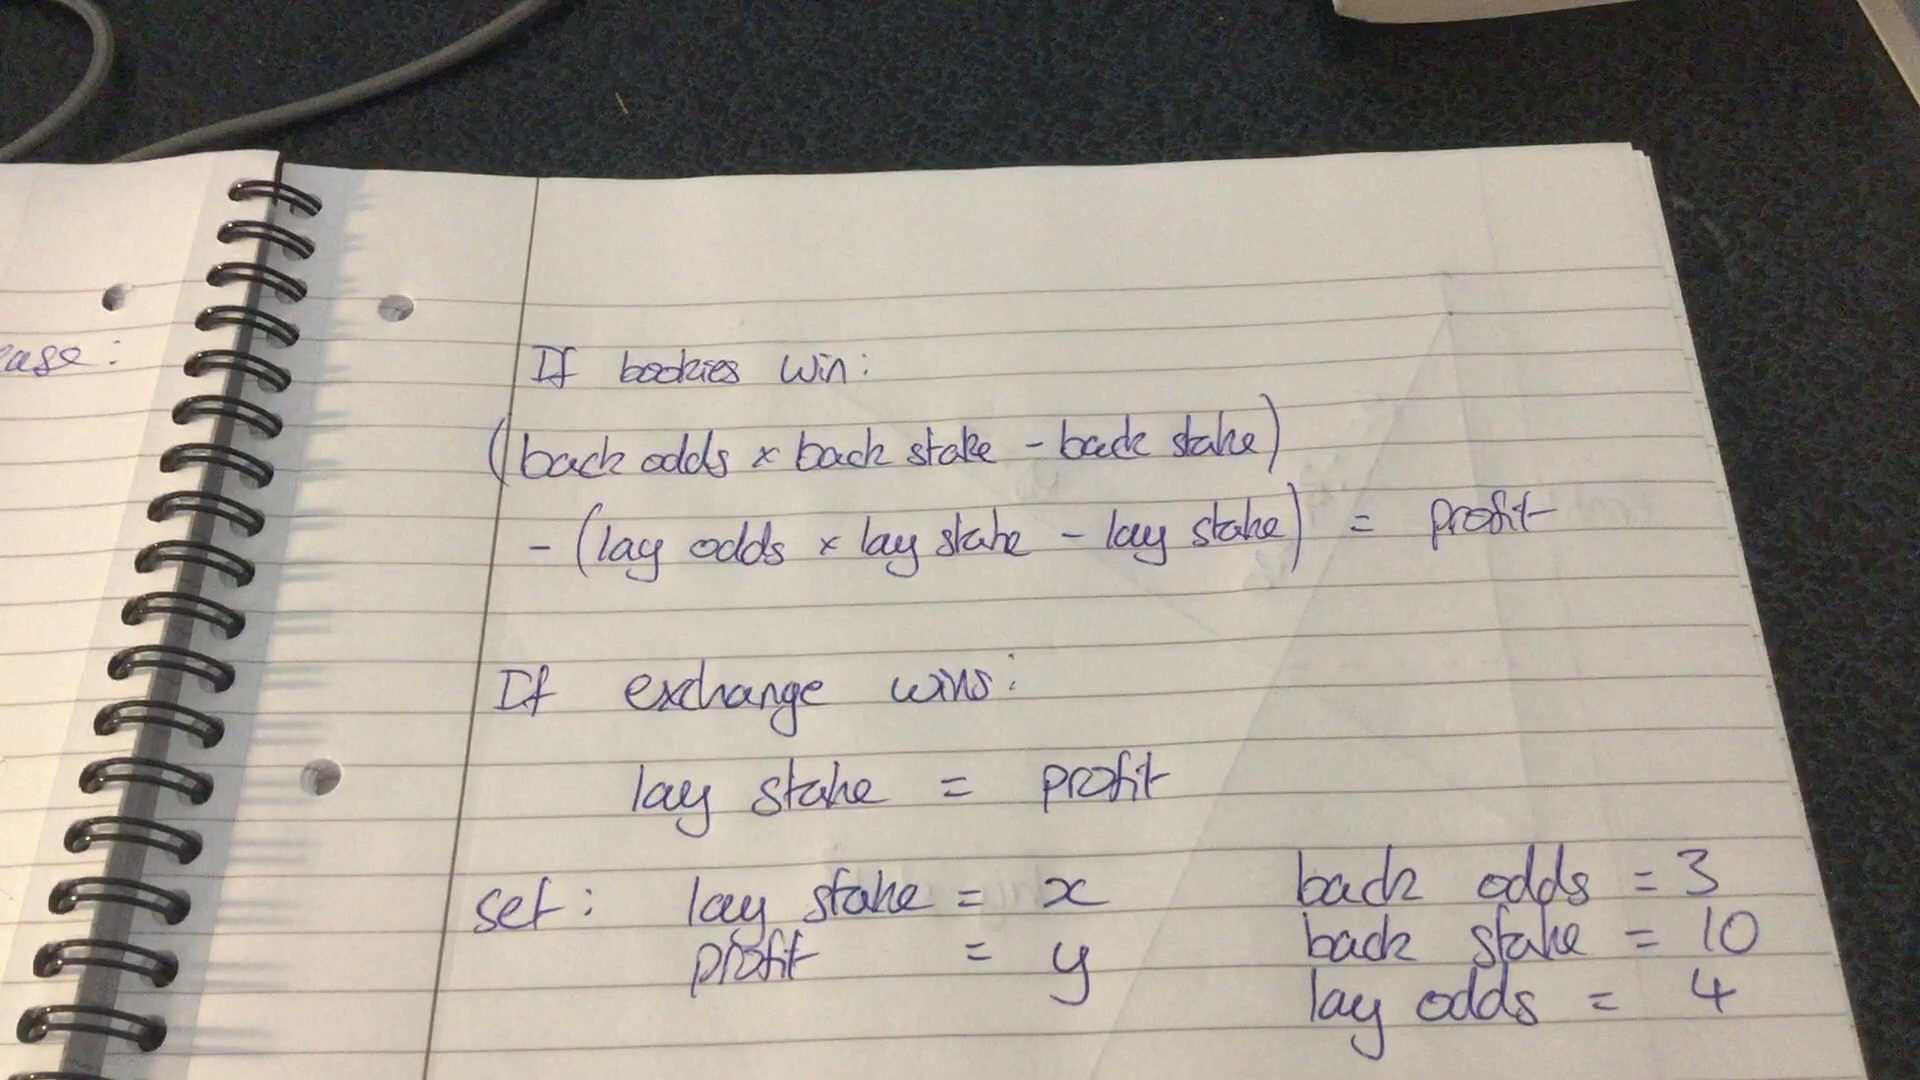 ease:
If bookies win:
(back odds x back stake - back stake)
- (lay odds x lay stake - lay stake) = profit
If exchange wins:
lay stake = profit
set: lay stake = x
profit = y
back odds = 3
back stake = 10
lay odds = 4